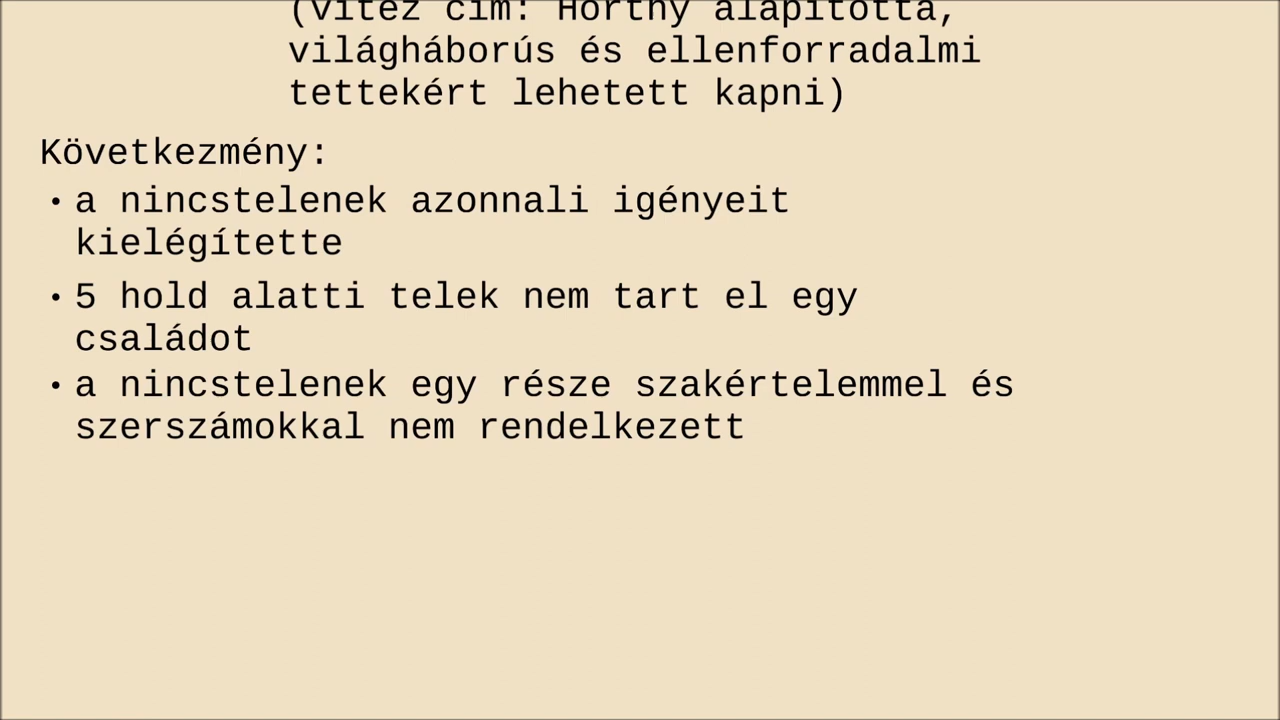 (vitéz cím: Horthy alapította,
világháborús és ellenforradalmi
tettekért lehetett kapni)
Következmény:
• a nincstelenek azonnali igényeit
kielégítette
• 5 hold alatti telek nem tart el egy
családot
• a nincstelenek egy része szakértelemmel és
szerszámokkal nem rendelkezett